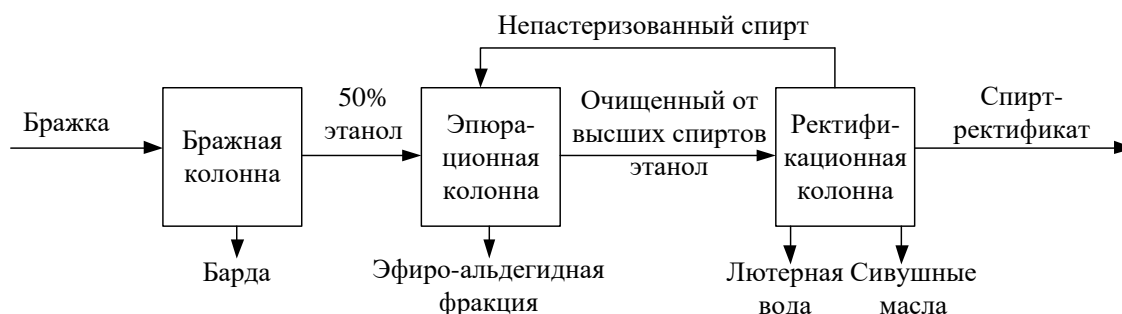 Непастеризованный спирт
Бражка
Бражная
колонна
50%
этанол
Эпюра-
ционная
колонна
Очищенный от
высших спиртов
этанол
Ректифи-
кационная
колонна
Спирт-
ректификат
Барда
Эфиро-альдегидная
фракция
Лютерная
вода
Сивушные
масла